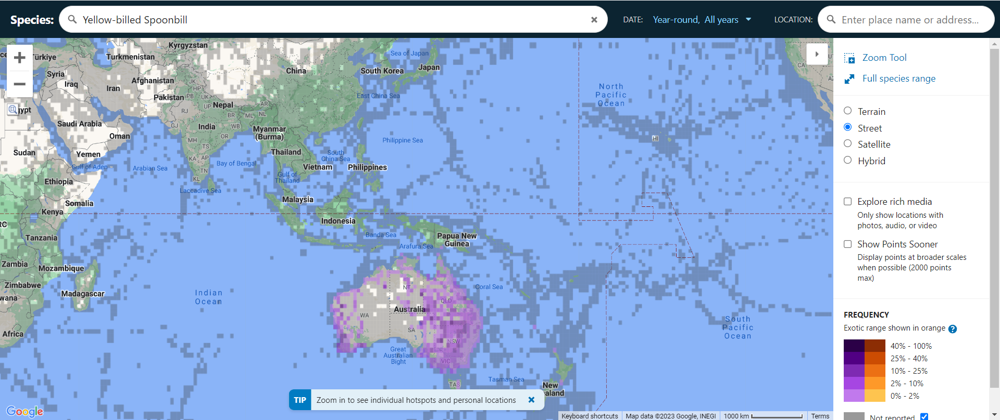 Species:
Yellow-billed Spoonbill
DATE:
Year-round, All years
LOCATION:
Enter place name or address...
Zoom Tool
Full species range
Terrain
Street
Satellite
Hybrid
Explore rich media
Only show locations with
photos, audio, or video
Show Points Sooner
Display points at broader scales
when possible (2000 points
max)
FREQUENCY
Exotic range shown in orange
40% - 100%
25% - 40%
10% - 25%
2% - 10%
0% - 2%
Not reported
Kyrgyzstan
Türkiye
Turkmenistan
Sea of Japan
Japan
South Korea
China
Syria
Iraq
Iran
Afghanistan
Pakistan
JK
HP
PB
UK
UP
Nepal
AR
RJ
BR
ML
NL
East China Sea
gypt
GJ
India
WB
OR
Saudi Arabia
Oman
Myanmar
(Burma)
MH
TS
Philippine Sea
North
Pacific
Ocean
HI
CA
UT
AZ
Sudan
Yemen
Gulf of Aden
Arabian Sea
KA
AP
TN
KL
Bay of Bengal
Thailand
South
China Sea
Vietnam
Philippines
Gulf of
Thailand
Ethiopia
Laccadive Sea
Somalia
Malaysia
Kenya
Indonesia
RC
Tanzania
Banda Sea
Papua New
Guinea
Arafura Sea
Zambia
Mozambique
Zimbabwe
wana
Madagascar
Indian
Ocean
Coral Sea
NT
QLD
Australia
WA
SA
NSW
VIC
TAS
Africa
Great
Australian
Bight
South
Pacific
Ocean
Tasman Sea
New
aland
TIP
Zoom in to see individual hotspots and personal locations
Google
Keyboard shortcuts
Map data ©2023 Google, INEGI
1000 km
Terms